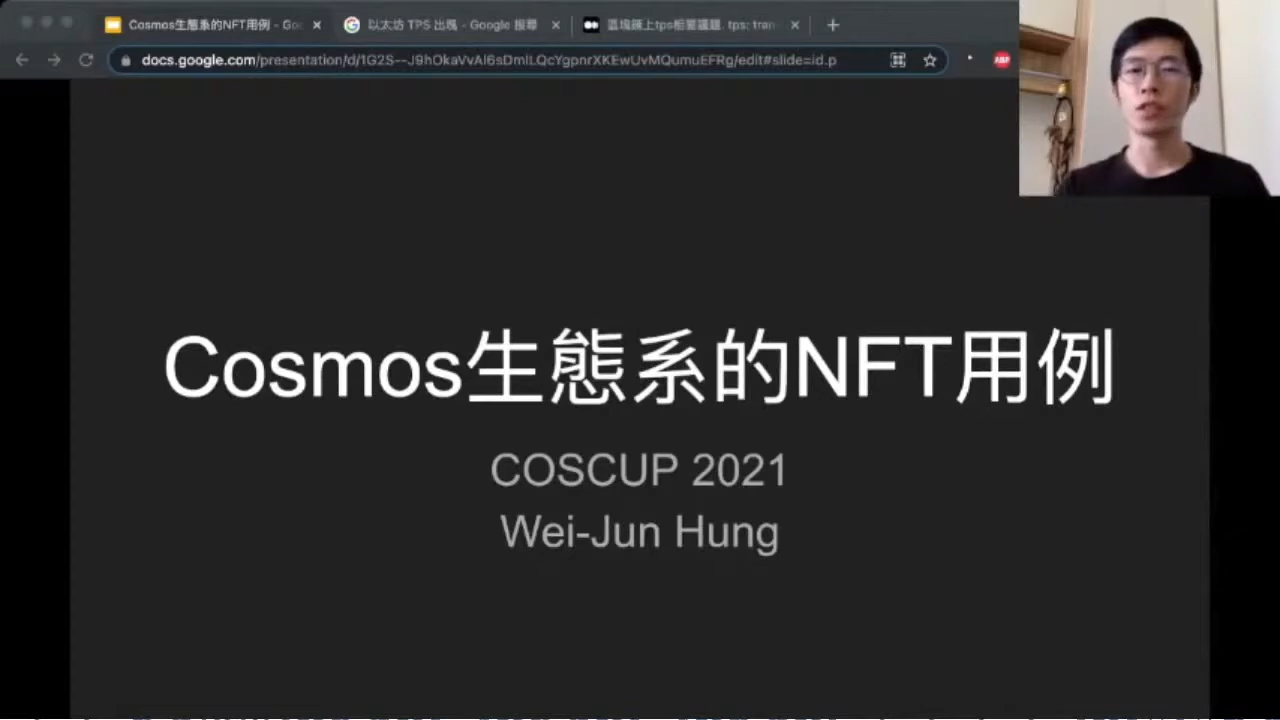 Cosmos生態系的NFT用例 - Goo
以太坊 TPS 出塊 - Google 搜尋
區塊鏈上tps相關議題. tps: tran
docs.google.com/presentation/d/1G2S--J9hOkaVvAl6sDmlLQcYgpnrXKEwUvMQumuEFRg/edit#slide=id.p
ABP
Cosmos生態系的NFT用例
COSCUP 2021
Wei-Jun Hung